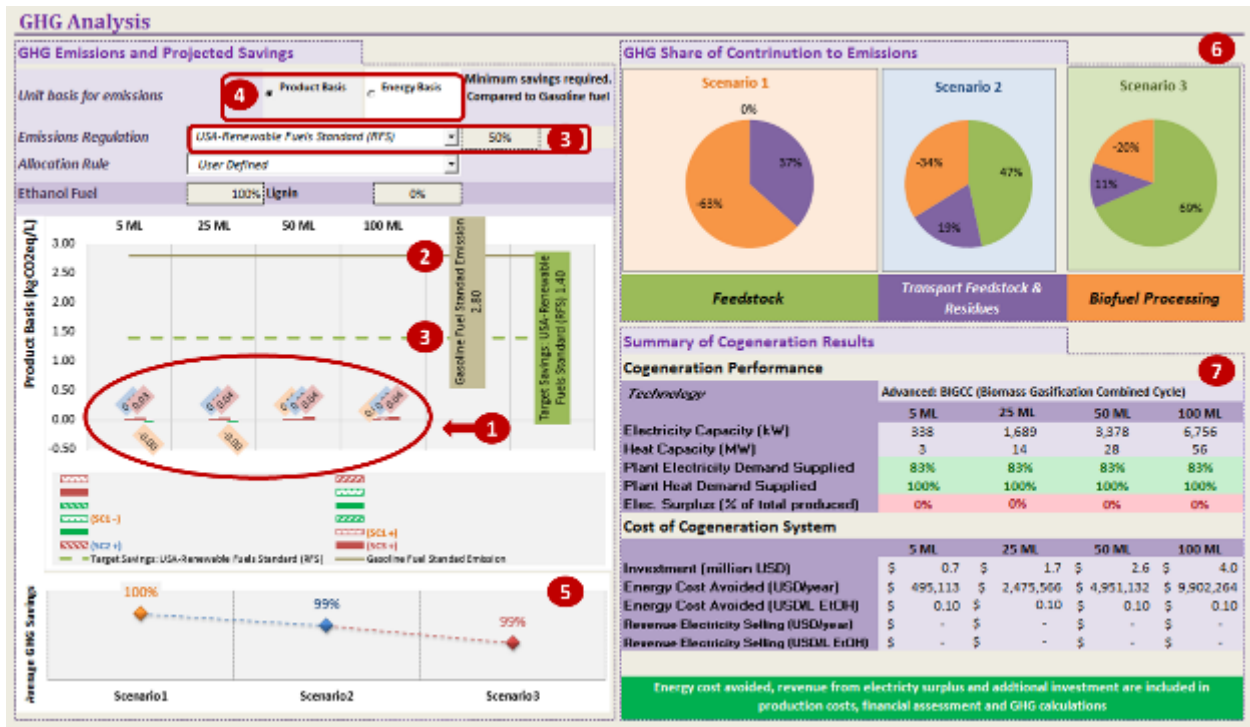 GHG Analysis
GHG Emissions and Projected Savings
Unit basis for emissions
4
Product Basis
Energy Basis
Minimum savings required.
Compared to Gasoline fuel
Emissions Regulation
USA-Renewable Fuels Standard (RFS)
50%
3
Allocation Rule
User Defined
Ethanol Fuel
100%
Lignin
0%
5 ML 25 ML 50 ML 100 ML
Product Basis (kgCO2eq/L)
3.00
2.50
2.00
1.50
1.00
0.50
0.00
-0.50
2
3
1
Gasoline Fuel Standard Emission
2.80
Target Savings: USA-Renewable
Fuels Standard (RFS) 1.40
0.03
0.04
0.04
0.04
-0.00
-0.00
(SC1 -)
(SC2 +)
(SC1 +)
(SC3 +)
Target Savings: USA-Renewable Fuels Standard (RFS)
Gasoline Fuel Standed Emission
Average GHG Savings
100%
99%
99%
5
Scenario1
Scenario2
Scenario3
GHG Share of Contrinution to Emissions
6
Scenario 1
0%
37%
-63%
Scenario 2
-34%
47%
19%
Scenario 3
-20%
11%
69%
Feedstock
Transport Feedstock &
Residues
Biofuel Processing
Summary of Cogeneration Results
7
Cogeneration Performance
Technology Advanced: BIGCC (Biomass Gasification Combined Cycle)
5 ML 25 ML 50 ML 100 ML
Electricity Capacity (kW) 338 1,689 3,378 6,756
Heat Capacity (MW) 3 14 28 56
Plant Electricity Demand Supplied 83% 83% 83% 83%
Plant Heat Demand Supplied 100% 100% 100% 100%
Elec. Surplus (% of total produced) 0% 0% 0% 0%
Cost of Cogeneration System
5 ML 25 ML 50 ML 100 ML
Investment (million USD) $ 0.7 $ 1.7 $ 2.6 $ 4.0
Energy Cost Avoided (USD/year) $ 495,113 $ 2,475,566 $ 4,951,132 $ 9,902,264
Energy Cost Avoided (USD/L EtOH) $ 0.10 $ 0.10 $ 0.10 $ 0.10
Revenue Electricity Selling (USD/year) $ - $ - $ - $ -
Revenue Electricity Selling (USD/L EtOH) $ - $ - $ - $ -
Energy cost avoided, revenue from electricty surplus and addtional investment are included in
production costs, financial assessment and GHG calculations